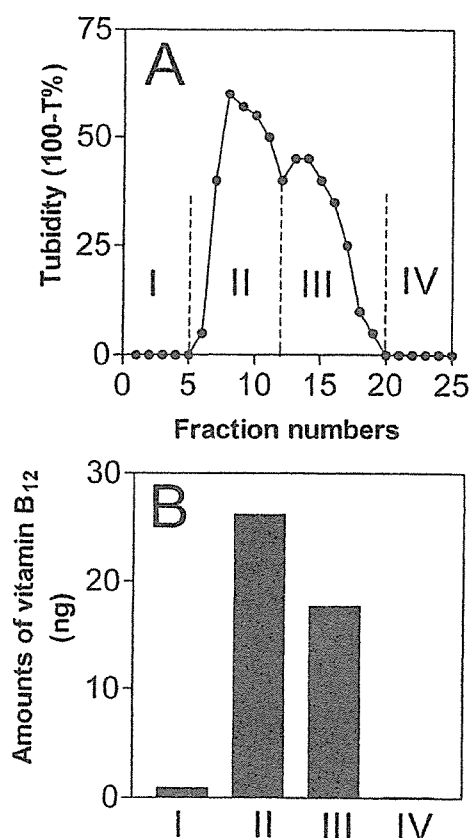 A
Tubidity (100-T%)
75
50
25
0
I
II
III
IV
0 5 10 15 20 25
Fraction numbers
B
Amounts of vitamin B12
(ng)
30
20
10
0
I II III IV